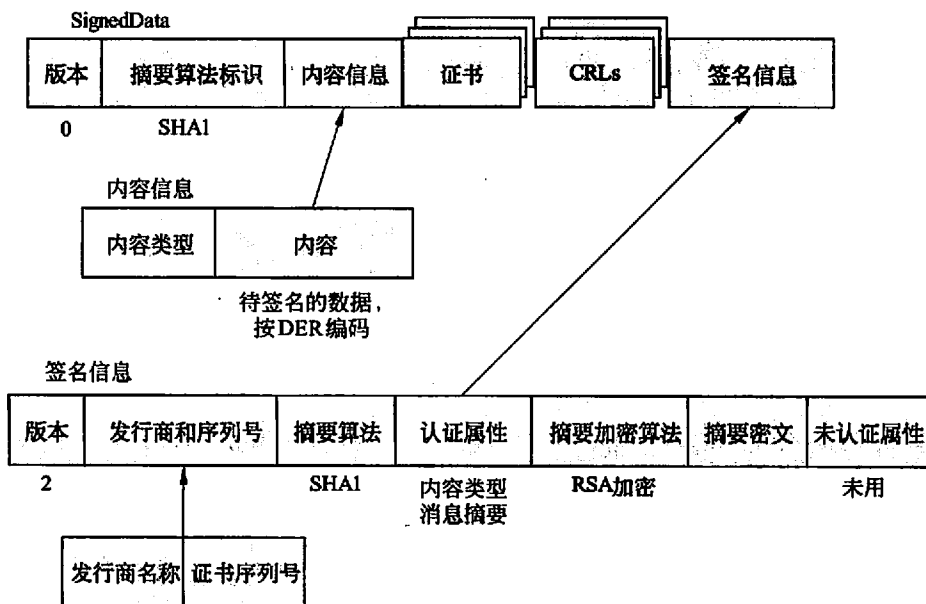 SignedData
版本 摘要算法标识 内容信息 证书 CRLs 签名信息
0 SHA1
内容信息
内容类型 内容
待签名的数据,
按DER编码
签名信息
版本 发行商和序列号 摘要算法 认证属性 摘要加密算法 摘要密文 未认证属性
2 SHA1 内容类型 RSA加密 未用
消息摘要
发行商名称 证书序列号